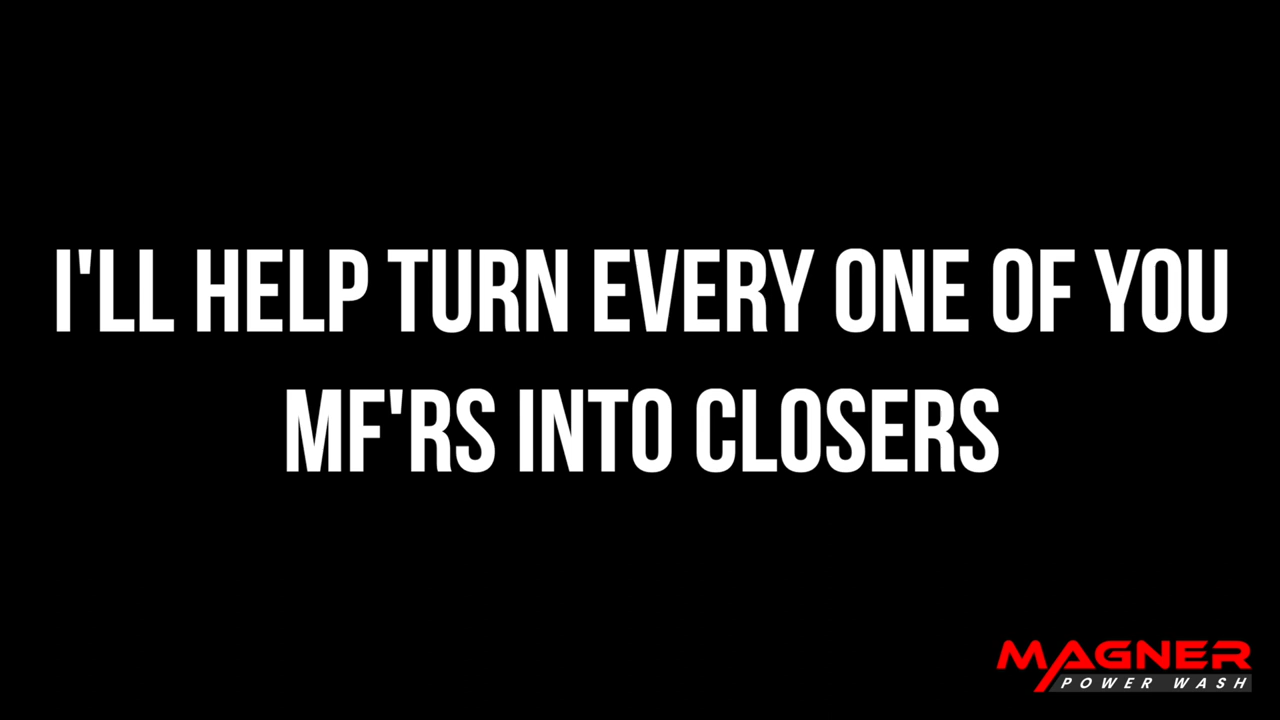 I'LL HELP TURN EVERY ONE OF YOU
MF'RS INTO CLOSERS
MAGNER
POWER WASH